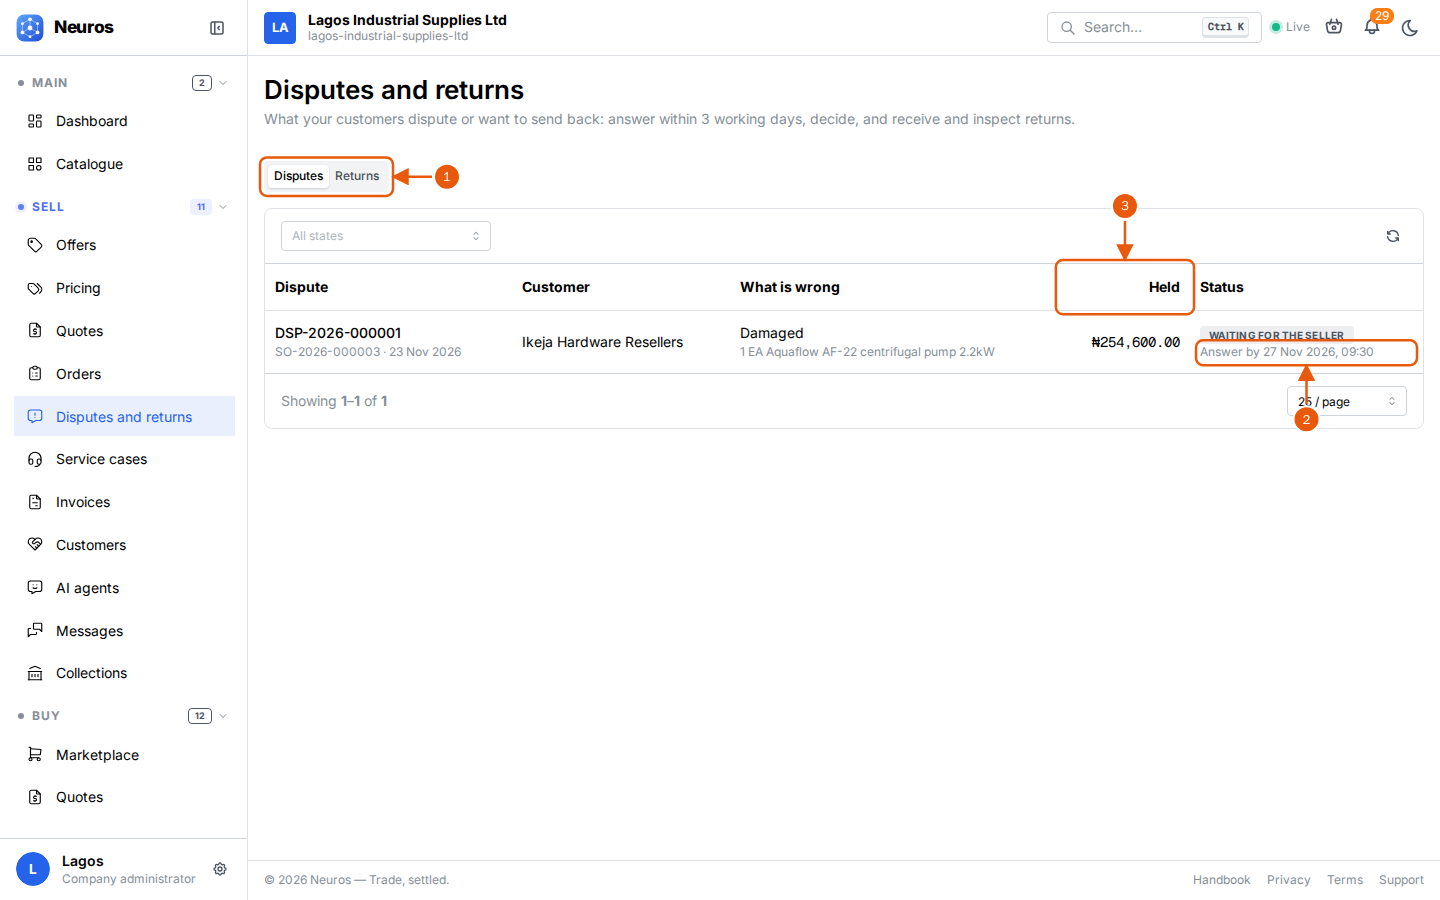 Neuros
LA
Lagos Industrial Supplies Ltd
lagos-industrial-supplies-ltd
Search...
Ctrl K
Live
29
MAIN
2
Dashboard
Catalogue
SELL
11
Offers
Pricing
Quotes
Orders
Disputes and returns
Service cases
Invoices
Customers
AI agents
Messages
Collections
BUY
12
Marketplace
Quotes
L
Lagos
Company administrator
Disputes and returns
What your customers dispute or want to send back: answer within 3 working days, decide, and receive and inspect returns.
Disputes
Returns
1
3
All states
Dispute
Customer
What is wrong
Held
Status
DSP-2026-000001
SO-2026-000003 · 23 Nov 2026
Ikeja Hardware Resellers
Damaged
1 EA Aquaflow AF-22 centrifugal pump 2.2kW
₦254,600.00
WAITING FOR THE SELLER
Answer by 27 Nov 2026, 09:30
Showing 1–1 of 1
25 / page
2
© 2026 Neuros — Trade, settled.
Handbook
Privacy
Terms
Support